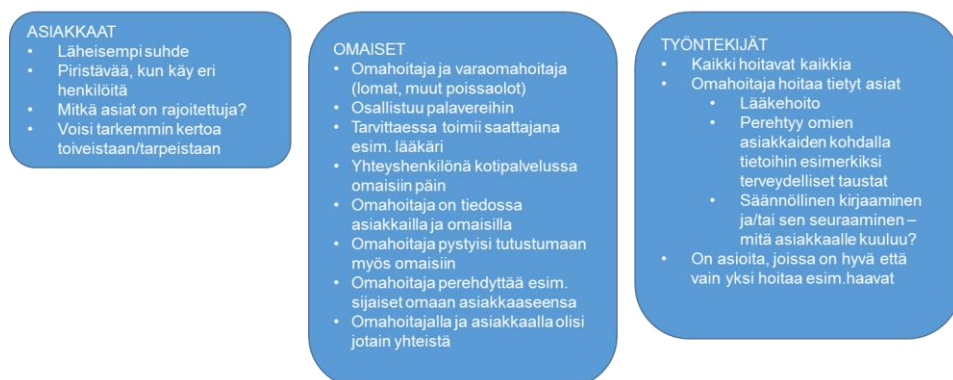 ASIAKKAAT
• Läheisempi suhde
• Piristävää, kun käy eri
henkilöitä
• Mitkä asiat on rajoitettuja?
• Voisi tarkemmin kertoa
toiveistaan/tarpeistaan
OMAISET
• Omahoitaja ja varaomahoitaja
(lomat, muut poissaolot)
• Osallistuu palavereihin
• Tarvittaessa toimii saattajana
esim. lääkäri
• Yhteyshenkilönä kotipalvelussa
omaisiin päin
• Omahoitaja on tiedossa
asiakkailla ja omaisilla
• Omahoitaja pystyisi tutustumaan
myös omaisiin
• Omahoitaja perehdyttää esim.
sijaiset omaan asiakkaaseensa
• Omahoitajalla ja asiakkaalla olisi
jotain yhteistä
TYÖNTEKIJÄT
• Kaikki hoitavat kaikkia
• Omahoitaja hoitaa tietyt asiat
• Lääkehoito
• Perehtyy omien
asiakkaiden kohdalla
tietoihin esimerkiksi
terveydelliset taustat
• Säännöllinen kirjaaminen
ja/tai sen seuraaminen –
mitä asiakkaalle kuuluu?
• On asioita, joissa on hyvä että
vain yksi hoitaa esim.haavat